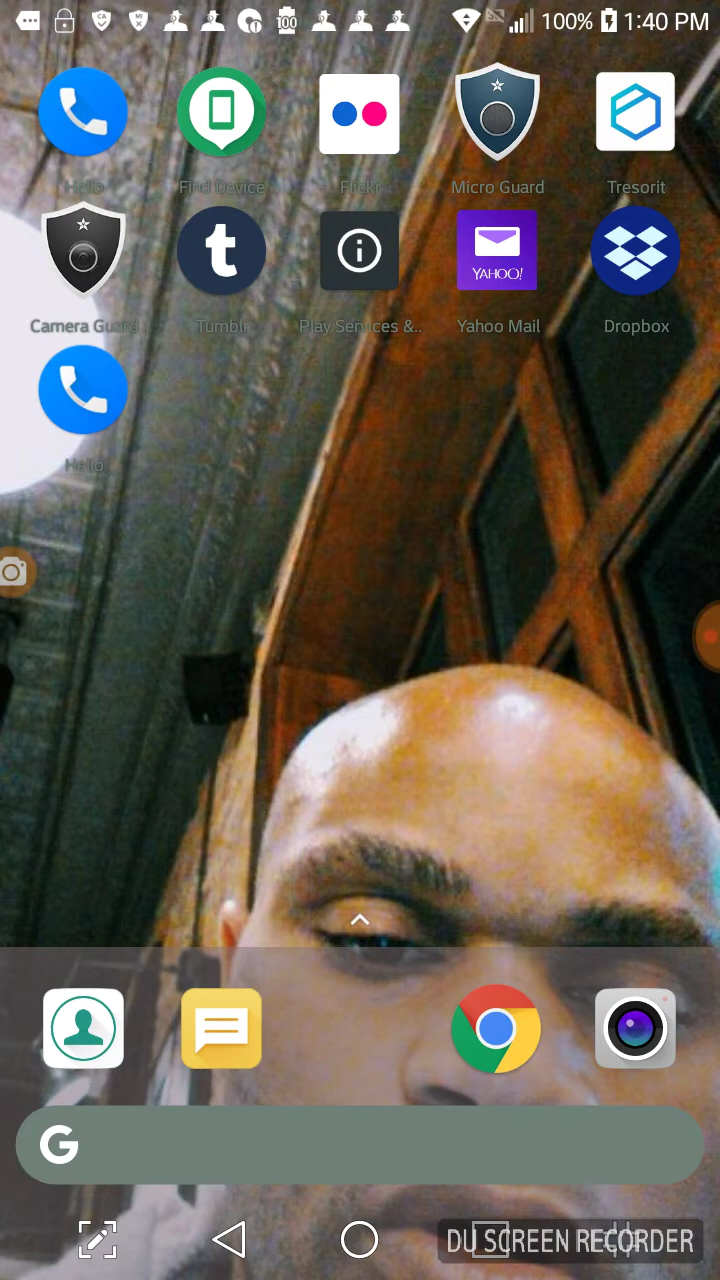 100% 1:40 PM
Hello Find Device Flickr Micro Guard Tresorit
YAHOO!
Camera Guard Tumblr Play Services &.. Yahoo Mail Dropbox
Hello
G
DU SCREEN RECORDER